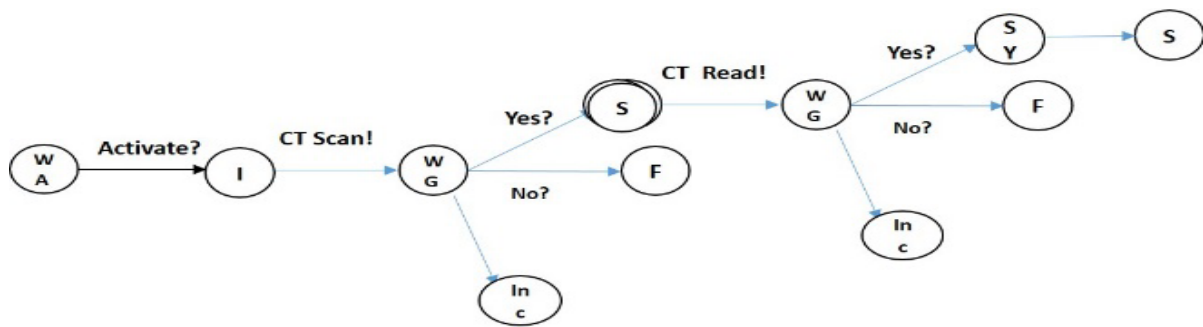 W
A
Activate?
I
CT Scan!
W
G
Yes?
No?
S
F
In
c
CT Read!
W
G
Yes?
No?
S
Y
S
F
In
c